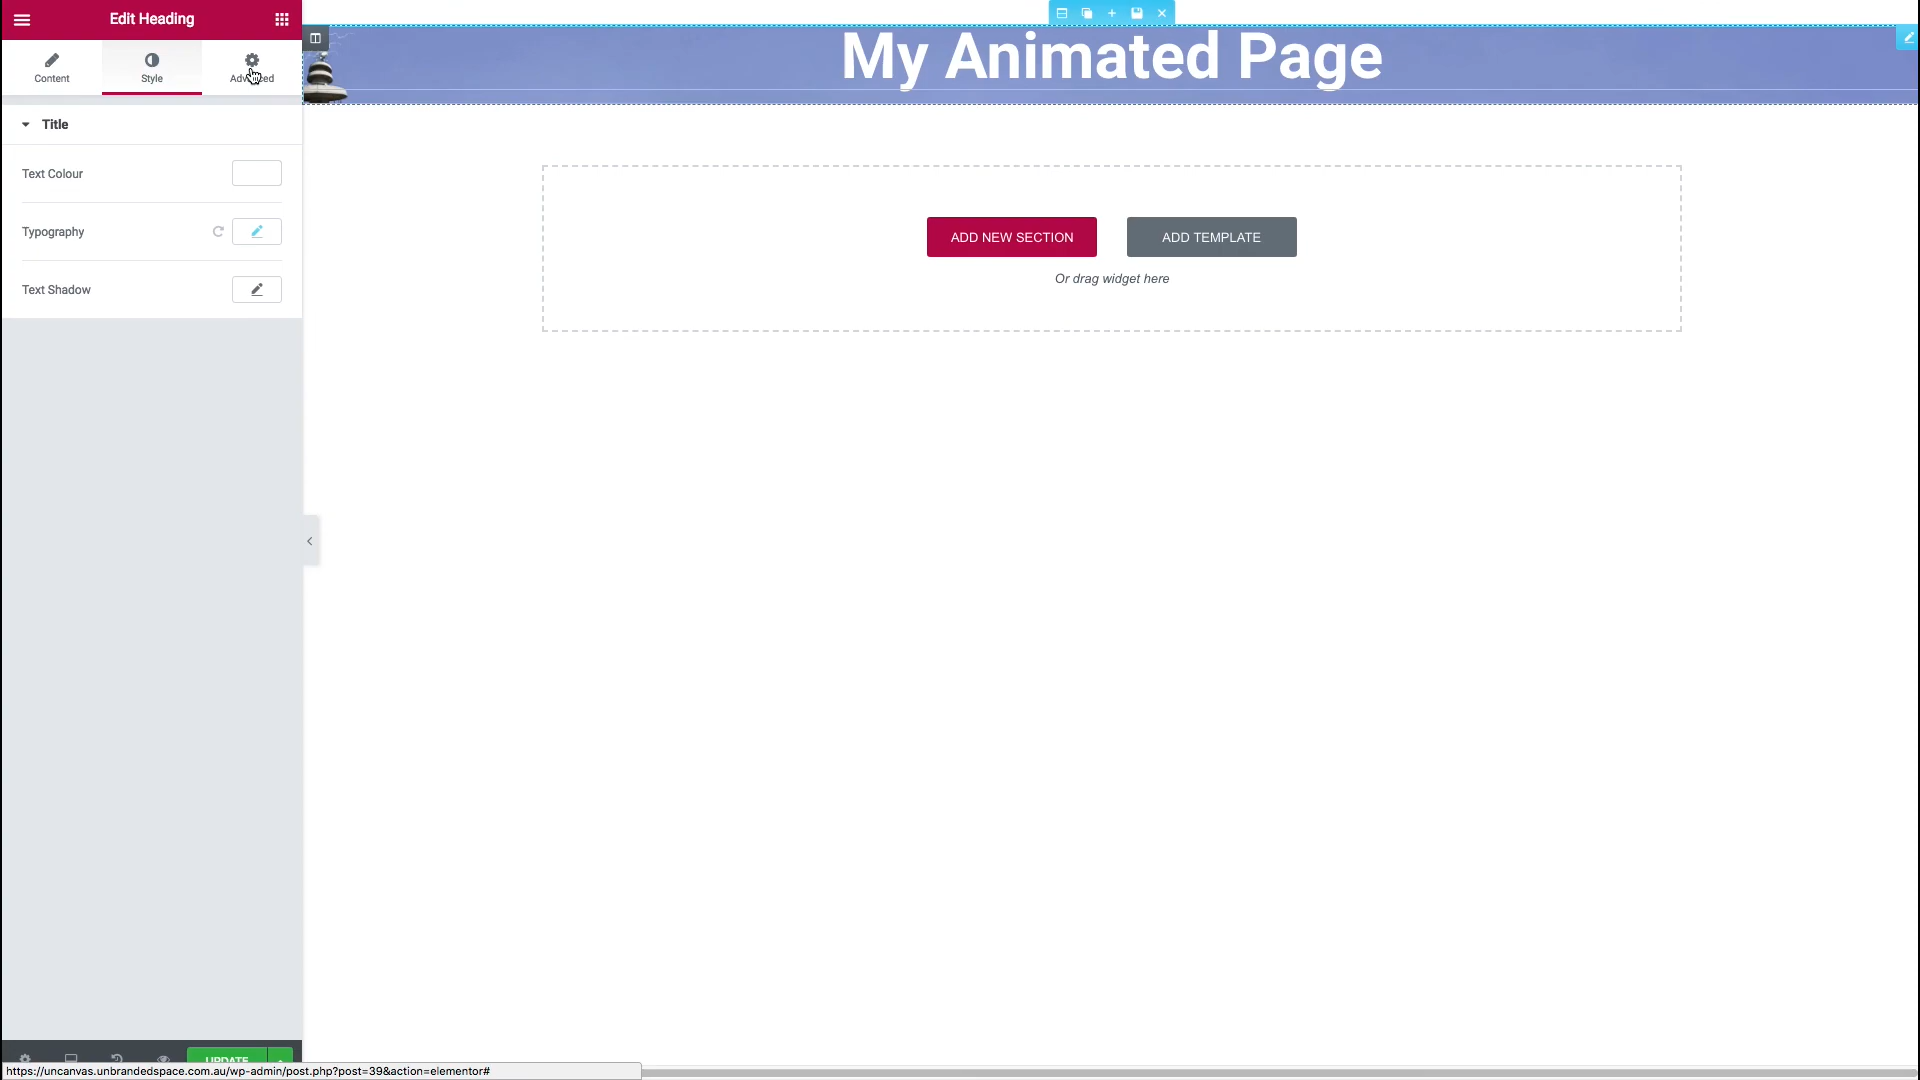 Edit Heading
Content
Style
Advanced
My Animated Page
Title
Text Colour
Typography
Text Shadow
ADD NEW SECTION
ADD TEMPLATE
Or drag widget here
UPDATE
https://uncanvas.unbrandedspace.com.au/wp-admin/post.php?post=39&action=elementor#